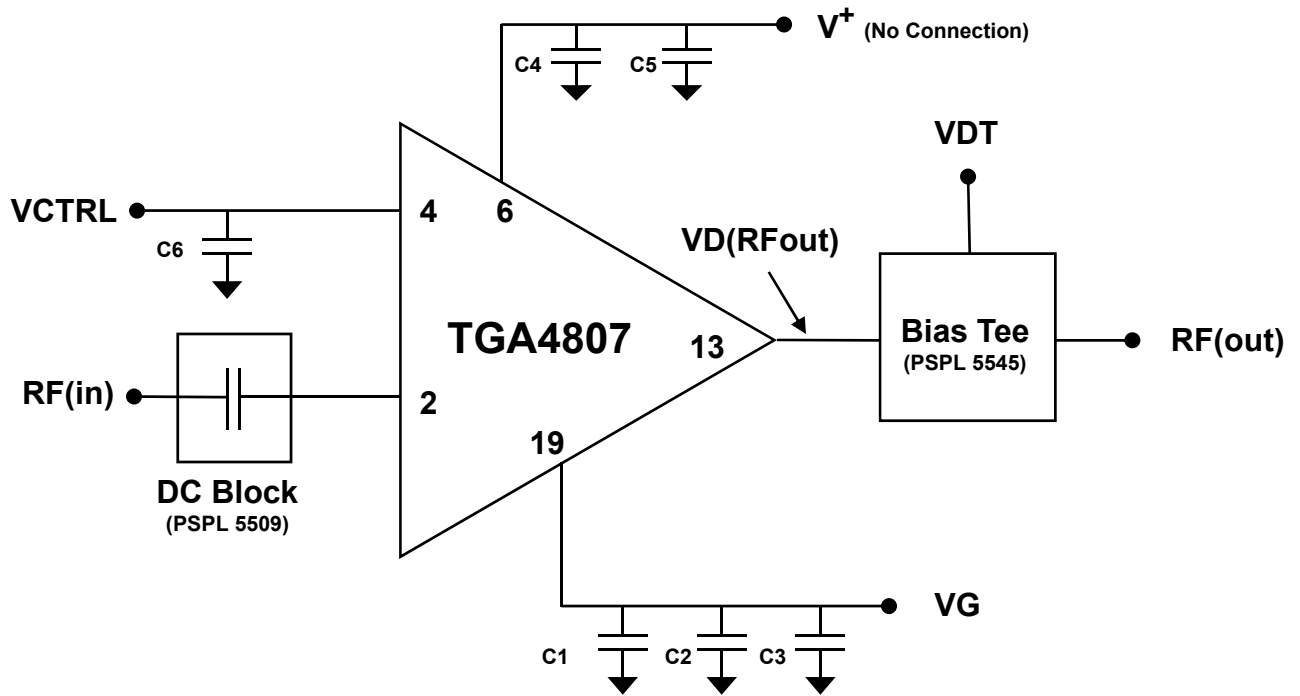 V+ (No Connection)
C4
C5
VDT
VCTRL
4
6
C6
VD(RFout)
TGA4807
13
Bias Tee
(PSPL 5545)
RF(out)
RF(in)
2
19
DC Block
(PSPL 5509)
VG
C1
C2
C3